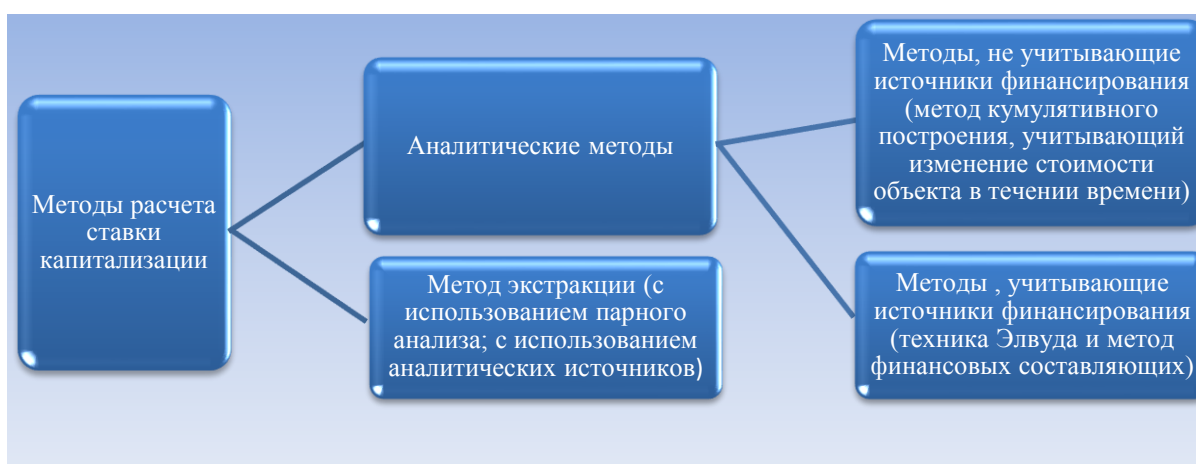 Методы расчета
ставки
капитализации
Аналитические методы
Метод экстракции (с
использованием парного
анализа; с использованием
аналитических источников)
Методы, не учитывающие
источники финансирования
(метод кумулятивного
построения, учитывающий
изменение стоимости
объекта в течении времени)
Методы , учитывающие
источники финансирования
(техника Элвуда и метод
финансовых составляющих)